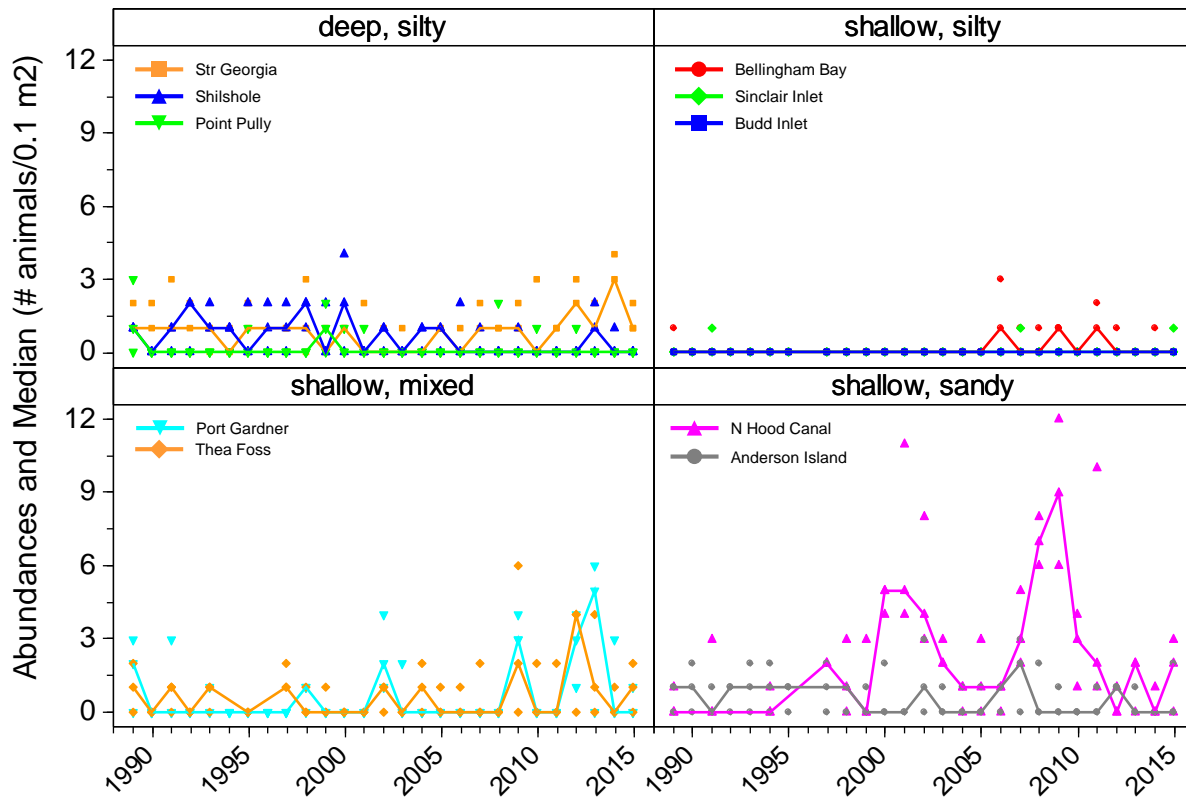 Abundances and Median (# animals/0.1 m2)
deep, silty
12
9
6
3
0
Str Georgia
Shilshole
Point Pully
shallow, silty
Bellingham Bay
Sinclair Inlet
Budd Inlet
shallow, mixed
12
9
6
3
0
Port Gardner
Thea Foss
shallow, sandy
N Hood Canal
Anderson Island
1990
1995
2000
2005
2010
2015
1990
1995
2000
2005
2010
2015